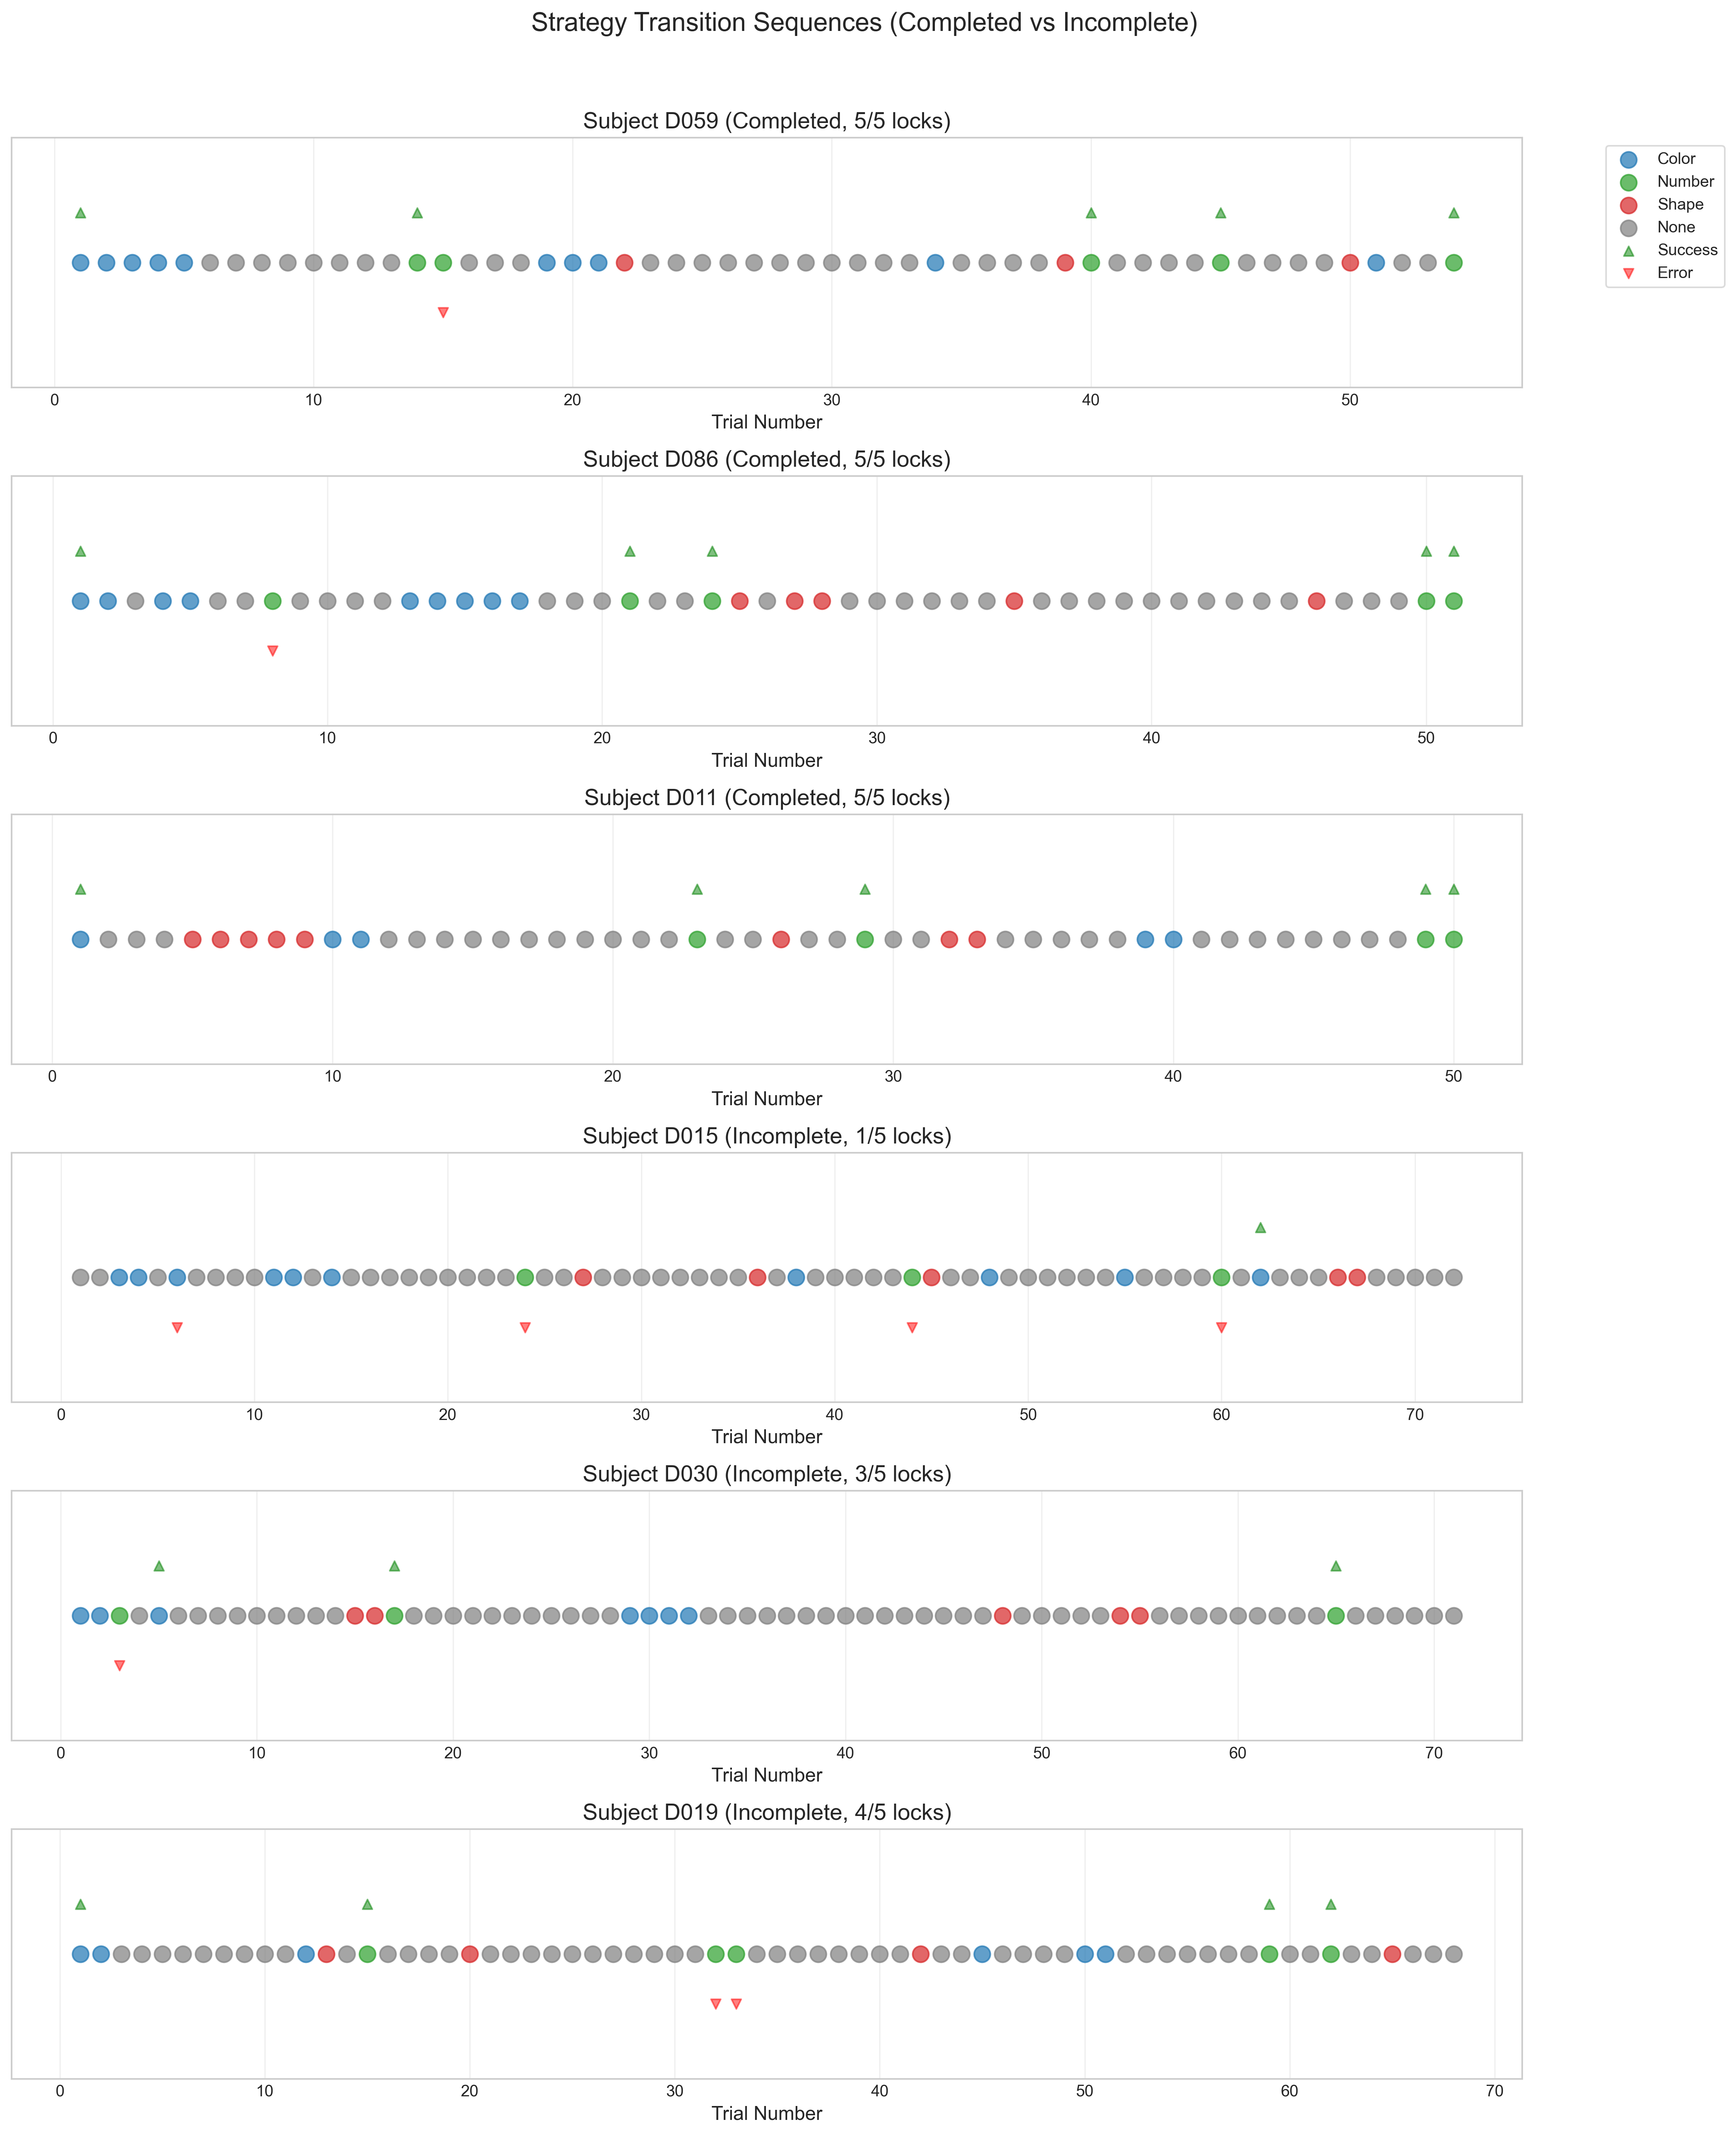 Strategy Transition Sequences (Completed vs Incomplete)
Subject D059 (Completed, 5/5 locks)
Color
Number
Shape
None
Success
Error
0 10 20 30 40 50
Trial Number
Subject D086 (Completed, 5/5 locks)
0 10 20 30 40 50
Trial Number
Subject D011 (Completed, 5/5 locks)
0 10 20 30 40 50
Trial Number
Subject D015 (Incomplete, 1/5 locks)
0 10 20 30 40 50 60 70
Trial Number
Subject D030 (Incomplete, 3/5 locks)
0 10 20 30 40 50 60 70
Trial Number
Subject D019 (Incomplete, 4/5 locks)
0 10 20 30 40 50 60 70
Trial Number